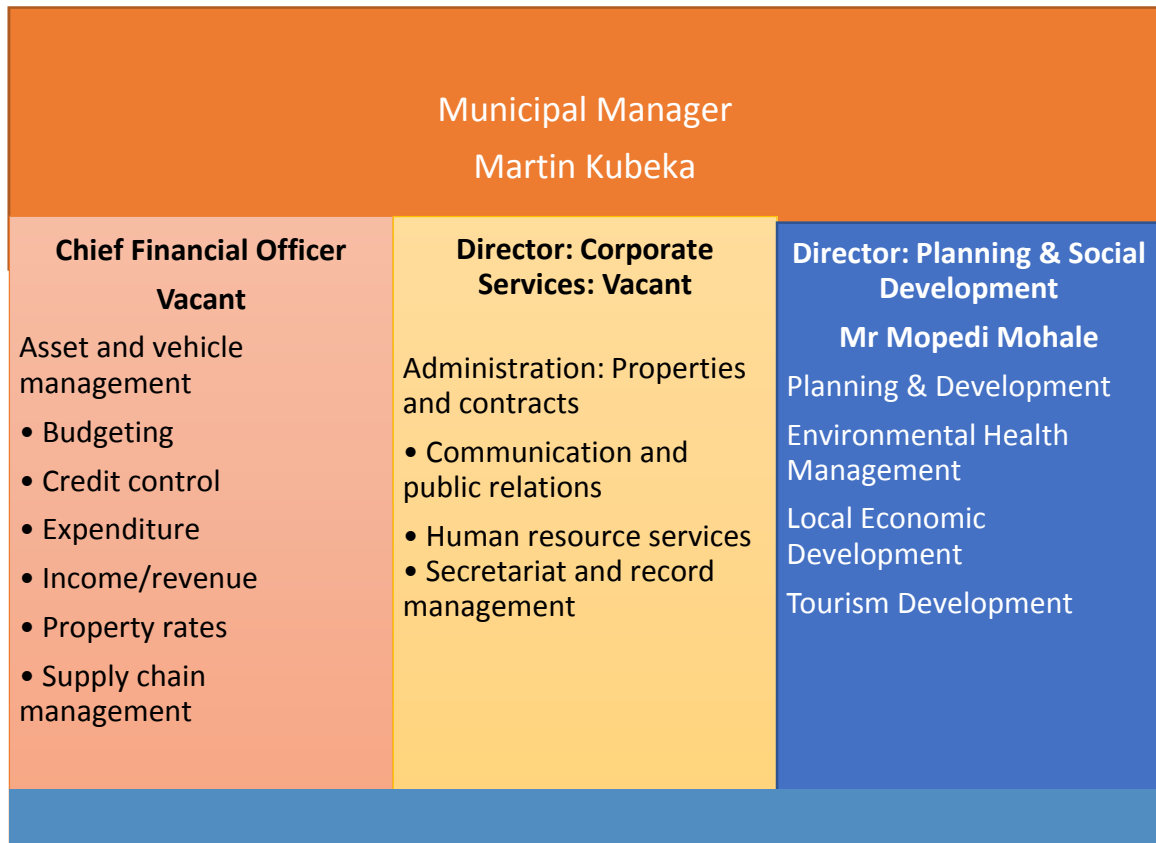 Municipal Manager
Martin Kubeka
Chief Financial Officer
Vacant
Asset and vehicle
management
• Budgeting
• Credit control
• Expenditure
• Income/revenue
• Property rates
• Supply chain
management
Director: Corporate
Services: Vacant
Administration: Properties
and contracts
• Communication and
public relations
• Human resource services
• Secretariat and record
management
Director: Planning & Social
Development
Mr Mopedi Mohale
Planning & Development
Environmental Health
Management
Local Economic
Development
Tourism Development